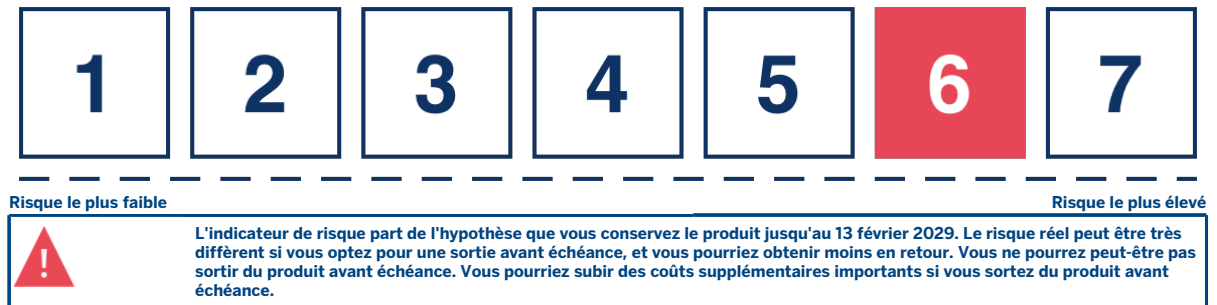 1 2 3 4 5 6 7
Risque le plus faible Risque le plus élevé
! L'indicateur de risque part de l'hypothèse que vous conservez le produit jusqu'au 13 février 2029. Le risque réel peut être très
diffèrent si vous optez pour une sortie avant échéance, et vous pourriez obtenir moins en retour. Vous ne pourrez peut-être pas
sortir du produit avant échéance. Vous pourriez subir des coûts supplémentaires importants si vous sortez du produit avant
échéance.